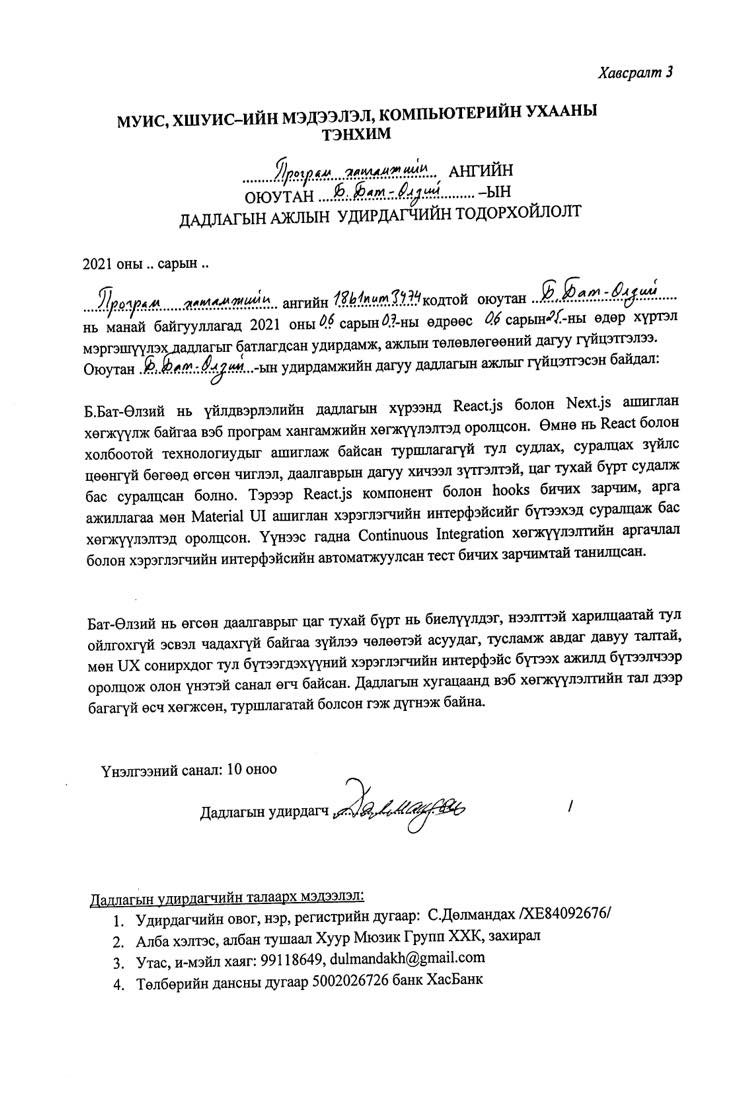 Хавсралт 3
МУИС, ХШУИС–ИЙН МЭДЭЭЛЭЛ, КОМПЬЮТЕРИЙН УХААНЫ
ТЭНХИМ
Програм хангамжийн АНГИЙН
ОЮУТАН Б.Бат-Өлзий –ЫН
ДАДЛАГЫН АЖЛЫН УДИРДАГЧИЙН ТОДОРХОЙЛОЛТ
2021 оны .. сарын ..
Програм хангамжийн ангийн 18b1num3474 кодтой оюутан Б.Бат-Өлзий
нь манай байгууллагад 2021 оны 06 сарын 07-ны өдрөөс 06 сарын 25-ны өдөр хүртэл
мэргэшүүлэх дадлагыг батлагдсан удирдамж, ажлын төлөвлөгөөний дагуу гүйцэтгэлээ.
Оюутан Б.Бат-Өлзий-ын удирдамжийн дагуу дадлагын ажлыг гүйцэтгэсэн байдал:
Б.Бат-Өлзий нь үйлдвэрлэлийн дадлагын хүрээнд React.js болон Next.js ашиглан
хөгжүүлж байгаа вэб програм хангамжийн хөгжүүлэлтэд оролцсон. Өмнө нь React болон
холбоотой технологиудыг ашиглаж байсан туршлагагүй тул судлах, суралцах зүйлс
цөөнгүй бөгөөд өгсөн чиглэл, даалгаврын дагуу хичээл зүтгэлтэй, цаг тухай бүрт судалж
бас суралцсан болно. Тэрээр React.js компонент болон hooks бичих зарчим, арга
ажиллагаа мөн Material UI ашиглан хэрэглэгчийн интерфэйсийг бүтээхэд суралцаж бас
хөгжүүлэлтэд оролцсон. Үүнээс гадна Continuous Integration хөгжүүлэлтийн аргачлал
болон хэрэглэгчийн интерфэйсийн автоматжуулсан тест бичих зарчимтай танилцсан.
Бат-Өлзий нь өгсөн даалгаврыг цаг тухай бүрт нь биелүүлдэг, нээлттэй харилцаатай тул
ойлгохгүй эсвэл чадахгүй байгаа зүйлээ чөлөөтэй асуудаг, тусламж авдаг давуу талтай,
мөн UX сонирхдог тул бүтээгдэхүүний хэрэглэгчийн интерфэйс бүтээх ажилд бүтээлчээр
оролцож олон үнэтэй санал өгч байсан. Дадлагын хугацаанд вэб хөгжүүлэлтийн тал дээр
багагүй өсч хөгжсөн, туршлагатай болсон гэж дүгнэж байна.
Үнэлгээний санал: 10 оноо
Дадлагын удирдагч /
Дадлагын удирдагчийн талаарх мэдээлэл:
1. Удирдагчийн овог, нэр, регистрийн дугаар: С.Дөлмандах /ХЕ84092676/
2. Алба хэлтэс, албан тушаал Хуур Мюзик Групп ХХК, захирал
3. Утас, и-мэйл хаяг: 99118649, dulmandakh@gmail.com
4. Төлбөрийн дансны дугаар 5002026726 банк ХасБанк